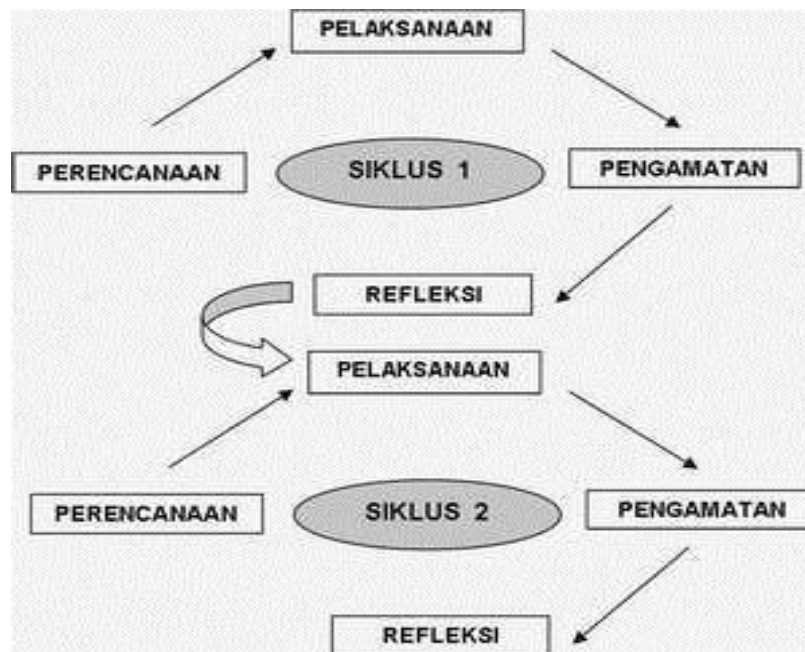 PELAKSANAAN
PERENCANAAN
SIKLUS 1
PENGAMATAN
REFLEKSI
PELAKSANAAN
PERENCANAAN
SIKLUS 2
PENGAMATAN
REFLEKSI